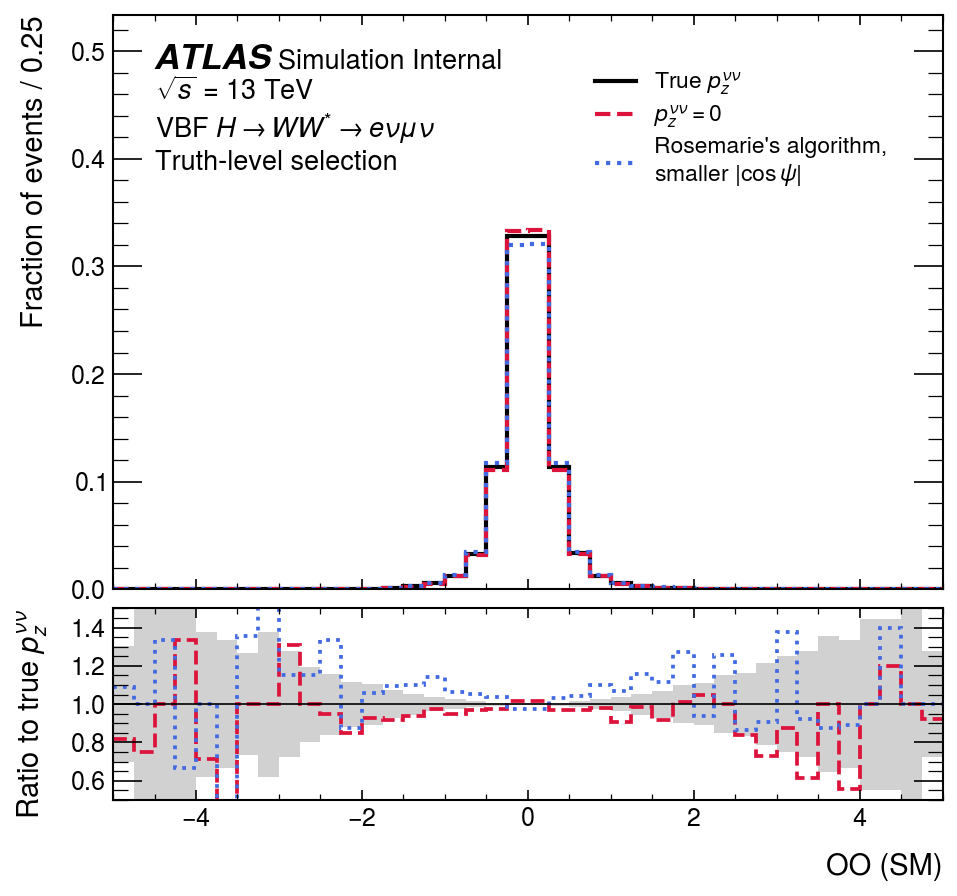 ATLAS Simulation Internal
√s = 13 TeV
VBF H → WW* → eνμν
Truth-level selection
True p_z^{νν}
p_z^{νν} = 0
Rosemarie's algorithm,
smaller |cos ψ|
Fraction of events / 0.25
0.5
0.4
0.3
0.2
0.1
0.0
Ratio to true p_z^{νν}
1.4
1.2
1.0
0.8
0.6
−4
−2
0
2
4
OO (SM)